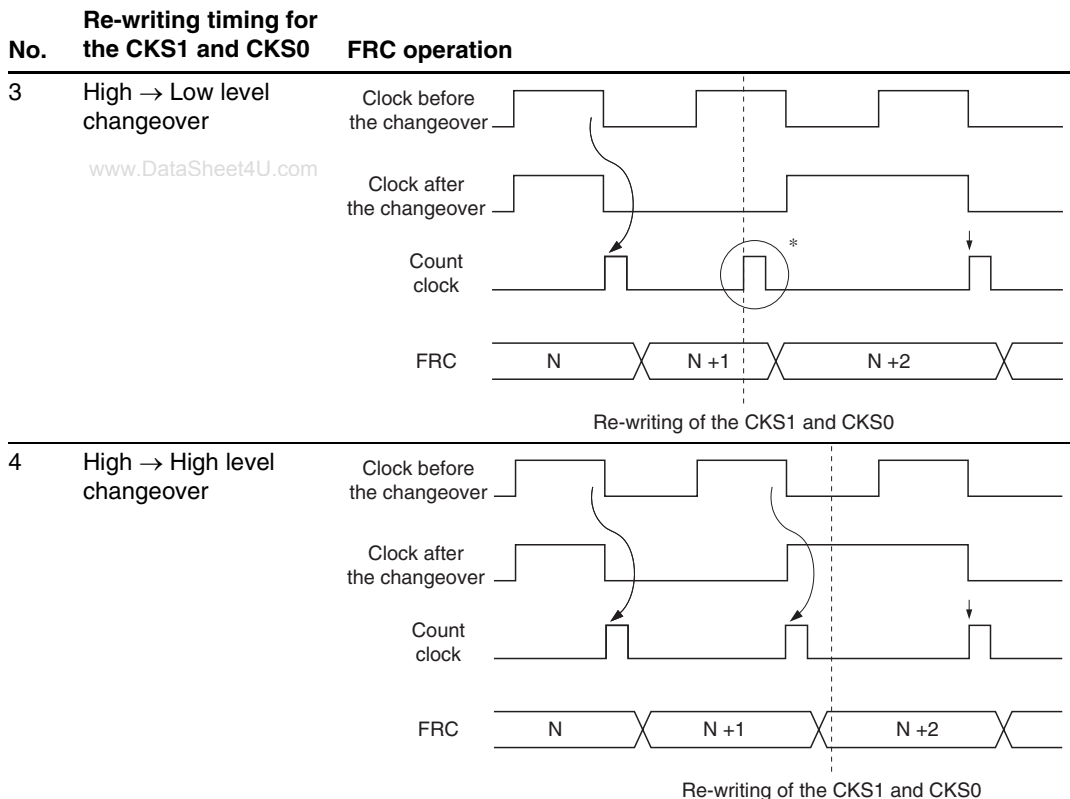 No.
Re-writing timing for
the CKS1 and CKS0
FRC operation
3
High → Low level
changeover
www.DataSheet4U.com
Clock before
the changeover
Clock after
the changeover
Count
clock
*
FRC
N
N +1
N +2
Re-writing of the CKS1 and CKS0
4
High → High level
changeover
Clock before
the changeover
Clock after
the changeover
Count
clock
FRC
N
N +1
N +2
Re-writing of the CKS1 and CKS0